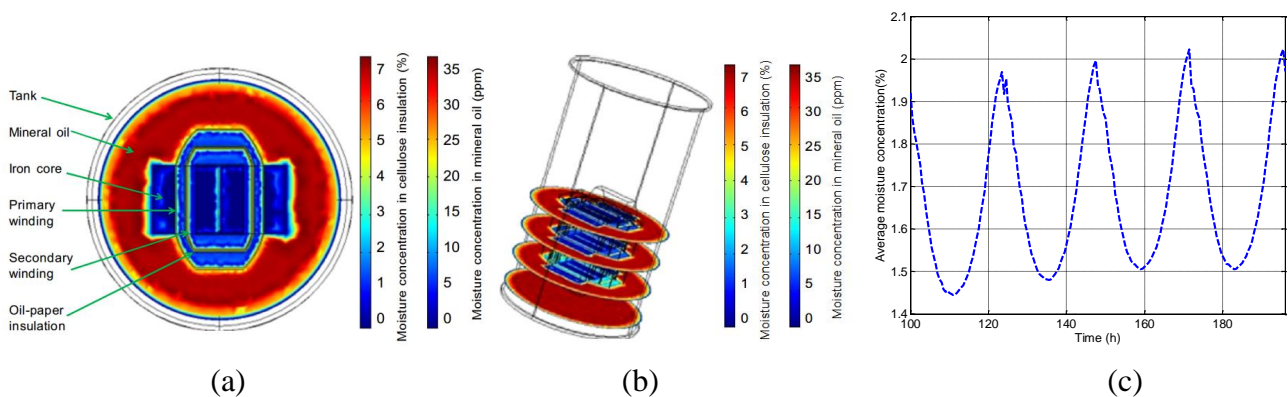 Tank
Mineral oil
Iron core
Primary
winding
Secondary
winding
Oil-paper
insulation
7
6
5
4
3
2
1
0
Moisture concentration in cellulose insulation (%)
35
30
25
20
15
10
5
0
Moisture concentration in mineral oil (ppm)
(a)
7
6
5
4
3
2
1
0
Moisture concentration in cellulose insulation (%)
35
30
25
20
15
10
5
0
Moisture concentration in mineral oil (ppm)
(b)
2.1
2
1.9
1.8
1.7
1.6
1.5
1.4
Average moisture concentration(%)
100 120 140 160 180
Time (h)
(c)